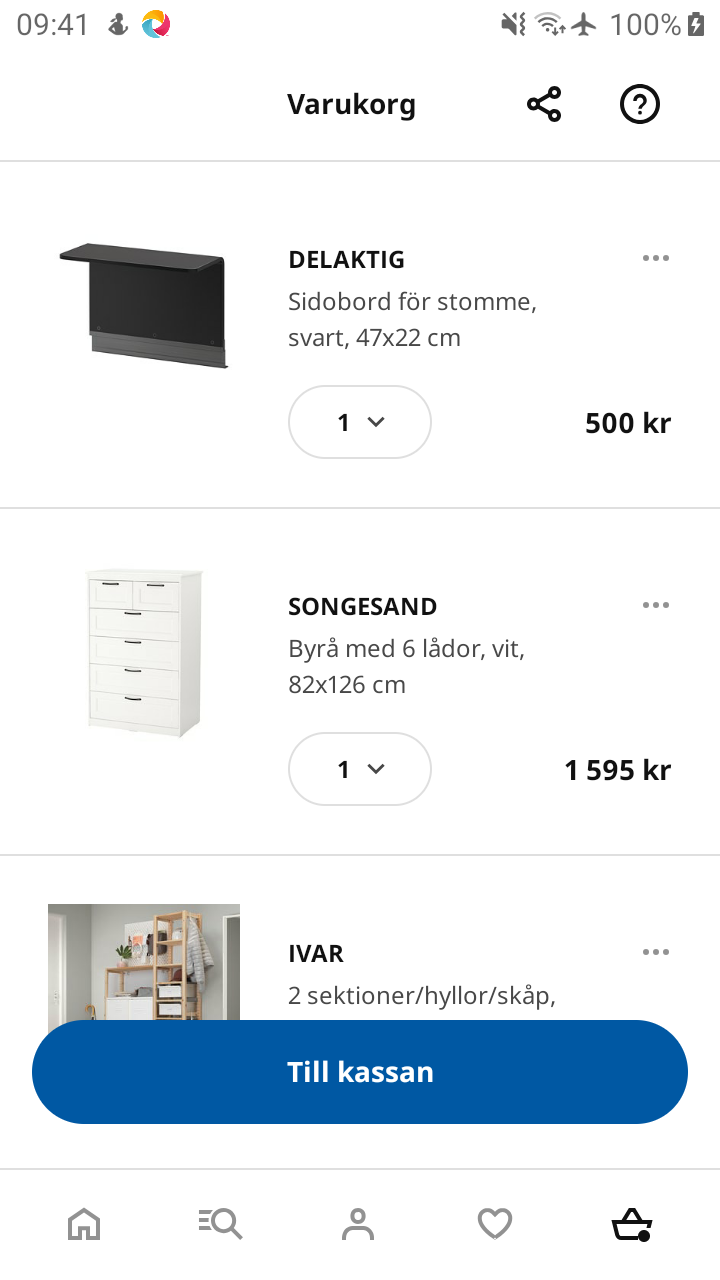 09:41
100%
Varukorg
DELAKTIG
Sidobord för stomme,
svart, 47x22 cm
1
500 kr
SONGESAND
Byrå med 6 lådor, vit,
82x126 cm
1
1 595 kr
IVAR
2 sektioner/hyllor/skåp,
Till kassan